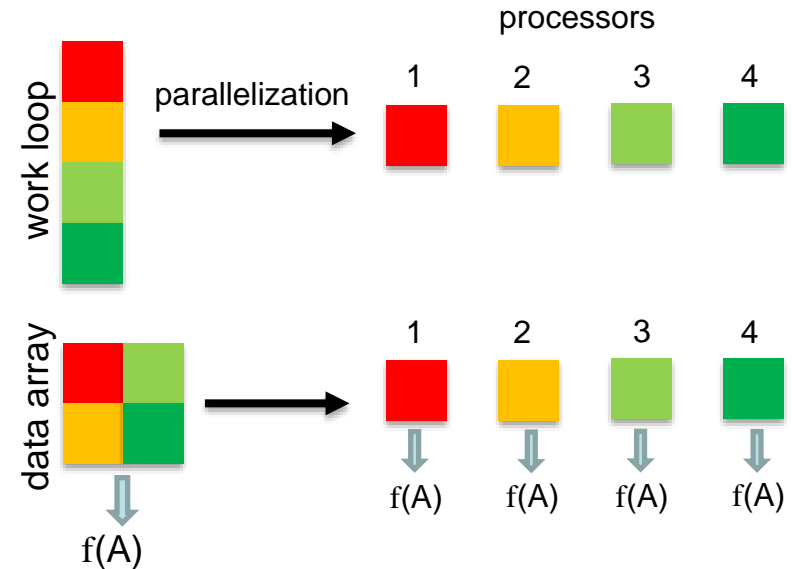 processors
work loop
parallelization
1 2 3 4
data array
1 2 3 4
f(A) f(A) f(A) f(A)
f(A)